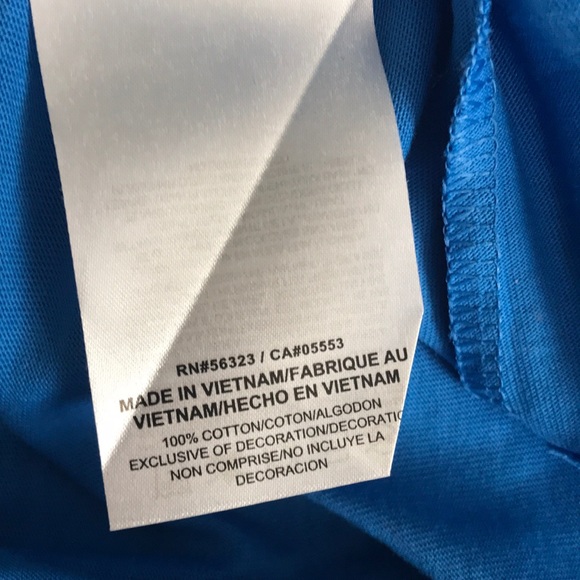 RN#56323 / CA#05553
MADE IN VIETNAM/FABRIQUE AU
VIETNAM/HECHO EN VIETNAM
100% COTTON/COTON/ALGODON
EXCLUSIVE OF DECORATION/DECORATIC
NON COMPRISE/NO INCLUYE LA
DECORACION